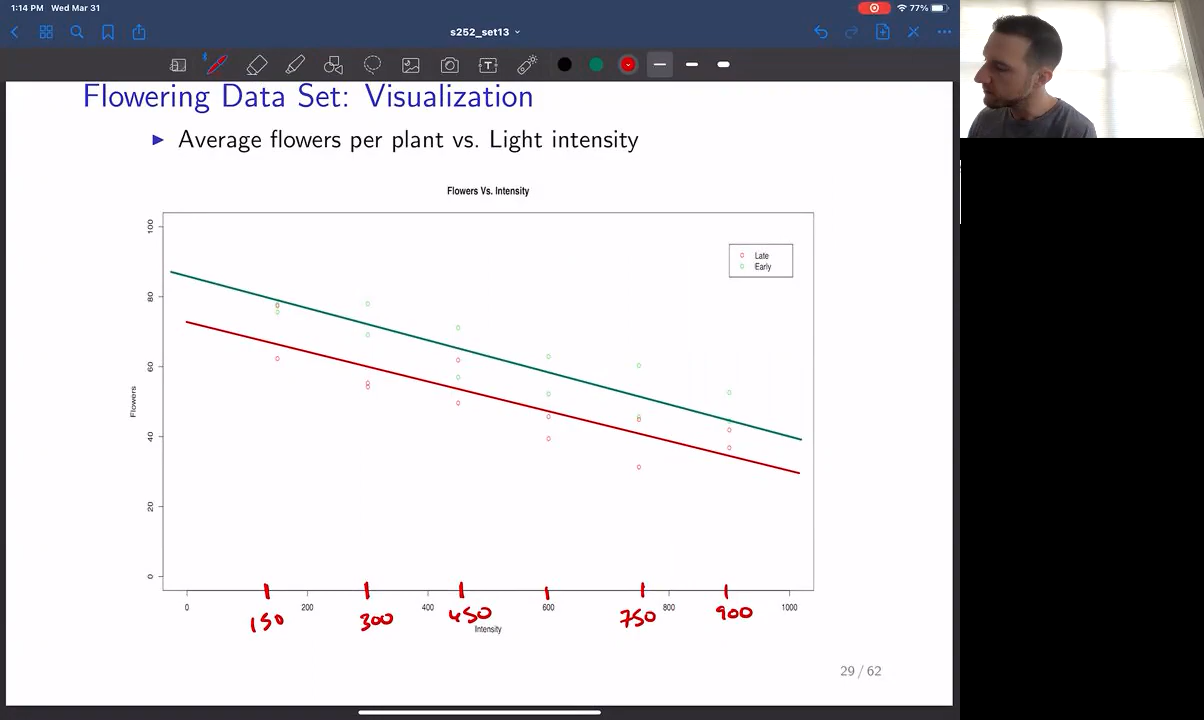 1:14 PM Wed Mar 31
77%
s252_set13
Flowering Data Set: Visualization
Average flowers per plant vs. Light intensity
Flowers Vs. Intensity
Late
Early
100
80
60
40
20
0
Flowers
0 200 400 600 800 1000
150 300 450 750 900
Intensity
29 / 62